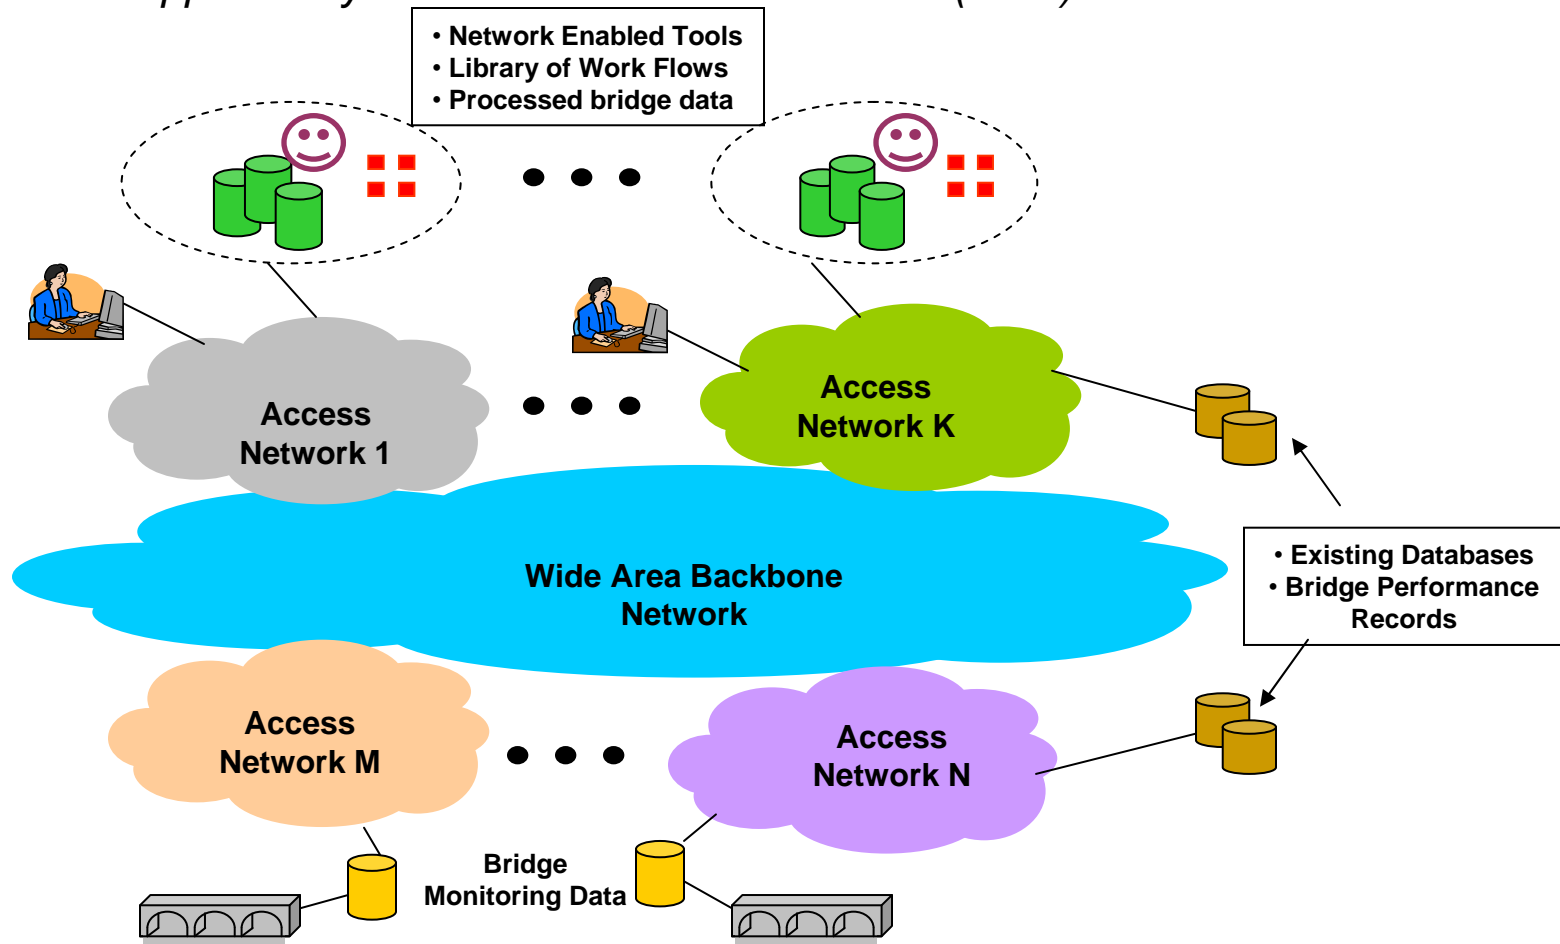 • Network Enabled Tools
• Library of Work Flows
• Processed bridge data
Access
Network 1
Access
Network K
Wide Area Backbone
Network
• Existing Databases
• Bridge Performance
Records
Access
Network M
Access
Network N
Bridge
Monitoring Data